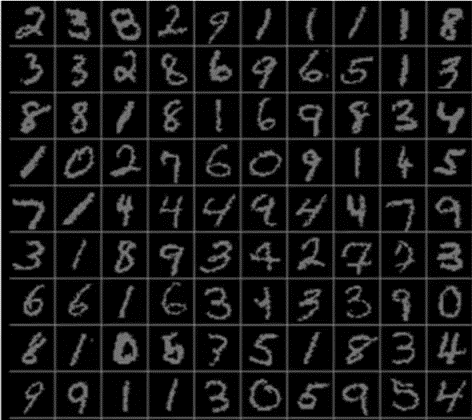 2 3 8 2 9 1 1 1 1 8
3 3 2 8 6 9 6 5 1 3
8 8 1 8 1 6 9 8 3 4
1 0 2 7 6 0 9 1 4 5
7 1 4 4 4 9 4 4 7 9
3 1 8 9 3 4 2 7 3
6 6 1 6 3 3 3 9 0
8 1 0 5 7 5 1 8 3 4
9 9 1 1 3 0 5 9 5 4